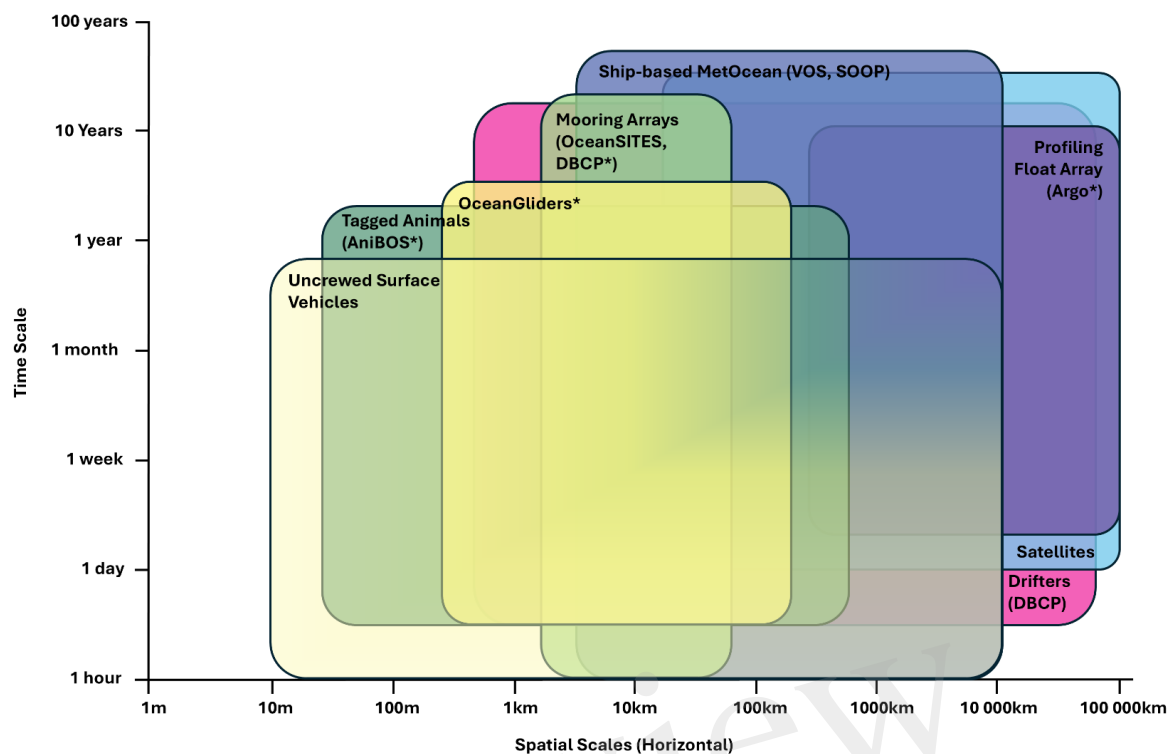 100 years
10 Years
1 year
1 month
1 week
1 day
1 hour
Time Scale
Ship-based MetOcean (VOS, SOOP)
Mooring Arrays
(OceanSITES,
DBCP*)
Profiling
Float Array
(Argo*)
OceanGliders*
Tagged Animals
(AniBOS*)
Uncrewed Surface
Vehicles
Satellites
Drifters
(DBCP)
1m
10m
100m
1km
10km
100km
1000km
10 000km
100 000km
Spatial Scales (Horizontal)